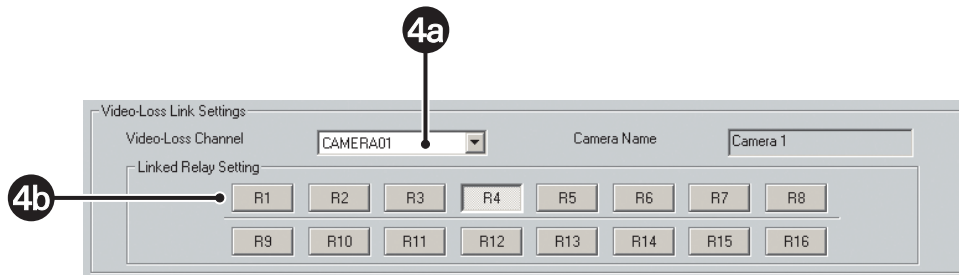 4a
Video-Loss Link Settings
Video-Loss Channel CAMERA01 Camera Name Camera 1
Linked Relay Setting
4b R1 R2 R3 R4 R5 R6 R7 R8
R9 R10 R11 R12 R13 R14 R15 R16